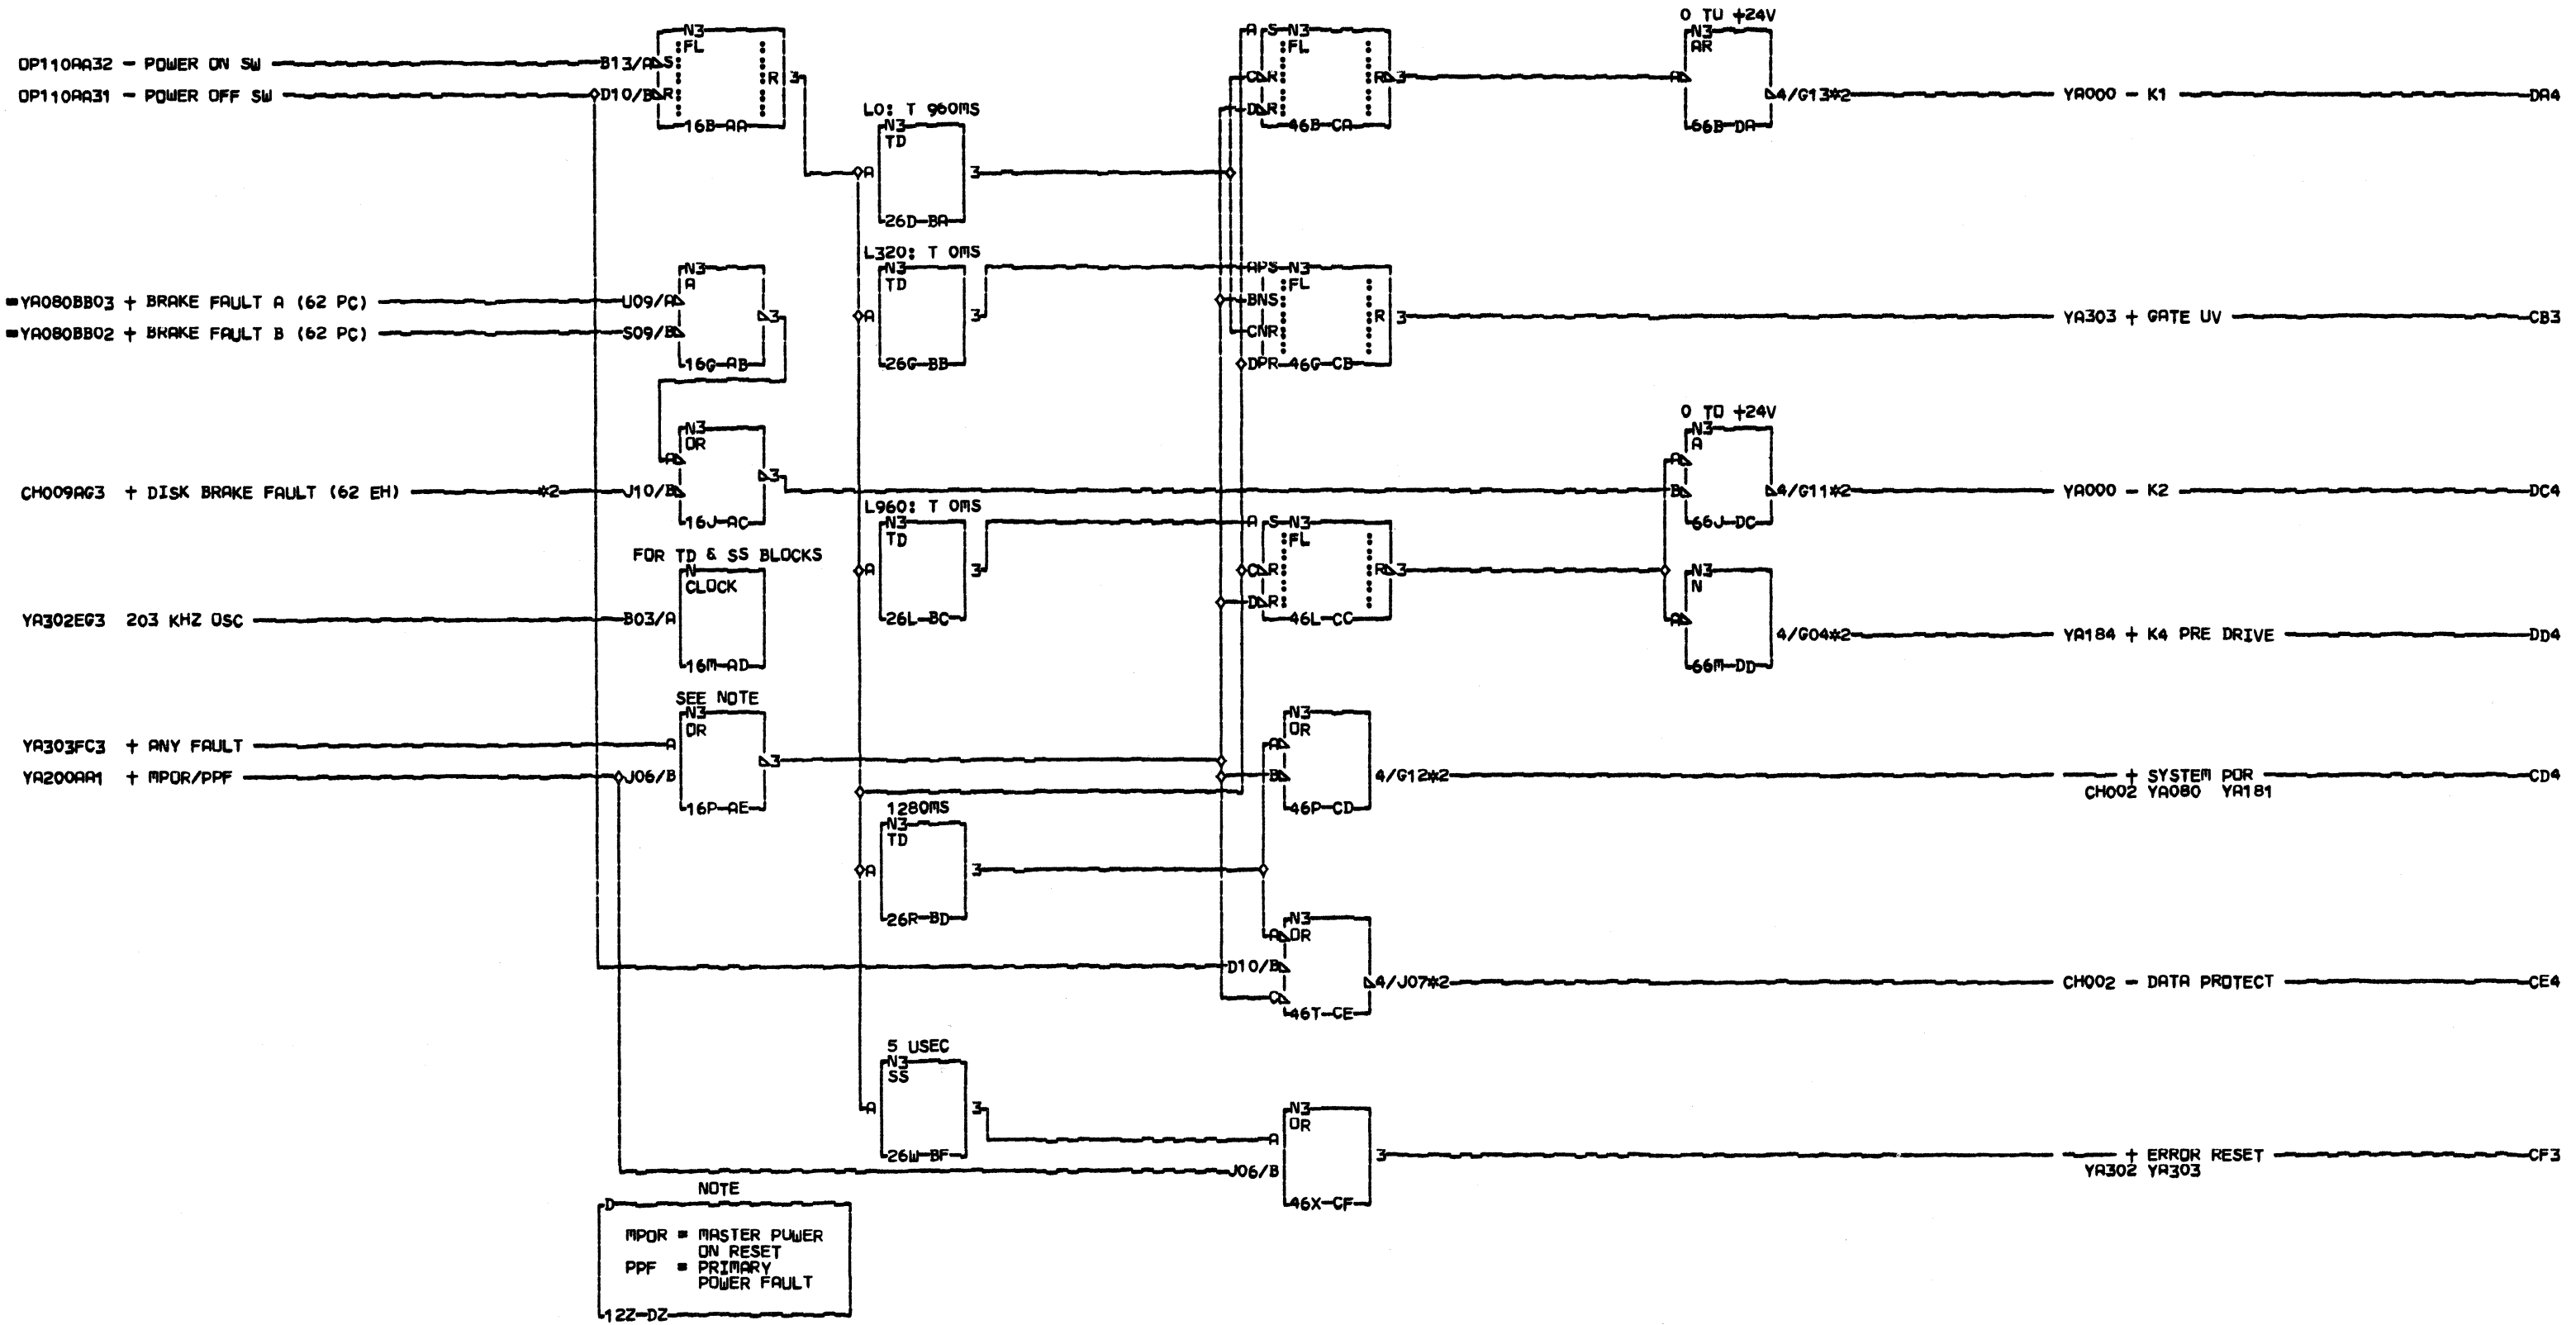 0 TO +24V
N3
FL
OP110AA32 - POWER ON SW
B13/A S
R 3
OP110AA31 - POWER OFF SW
D10/B R
16B-AA
A S N3
FL
C R
R 3
D R
46B-CA
N3
AR
A
4/G13*2
YA000 - K1
DA4
66B-DA
LO: T 960MS
N3
TD
A
3
26D-BA
L320: T 0MS
N3
TD
A
3
26G-BB
N3
A
=YA080BB03 + BRAKE FAULT A (62 PC)
U09/A
3
=YA080BB02 + BRAKE FAULT B (62 PC)
S09/B
16G-AB
APS N3
FL
BNS
R 3
CNR
DPR 46G-CB
YA303 + GATE UV
CB3
N3
OR
A
3
CH009AG3 + DISK BRAKE FAULT (62 EH)
*2
J10/B
16J-AC
0 TO +24V
N3
A
A
B
4/G11*2
YA000 - K2
DC4
66J-DC
L960: T 0MS
N3
TD
A
3
26L-BC
A S N3
FL
C R
R 3
D R
46L-CC
FOR TD & SS BLOCKS
N
CLOCK
YA302EG3 203 KHZ OSC
B03/A
16M-AD
N3
N
A
4/G04*2
YA184 + K4 PRE DRIVE
DD4
66M-DD
SEE NOTE
N3
OR
YA303FC3 + ANY FAULT
A
3
YA200AA1 + MPOR/PPF
J06/B
16P-AE
N3
OR
A
B
4/G12*2
+ SYSTEM POR
CD4
CH002 YA080 YA181
46P-CD
1280MS
N3
TD
A
3
26R-BD
N3
A OR
D10/B
4/J07*2
CH002 - DATA PROTECT
CE4
C
46T-CE
5 USEC
N3
SS
A
3
26W-BF
N3
OR
A
3
+ ERROR RESET
CF3
YA302 YA303
J06/B
46X-CF
NOTE
D
MPOR = MASTER POWER
ON RESET
PPF = PRIMARY
POWER FAULT
12Z-DZ